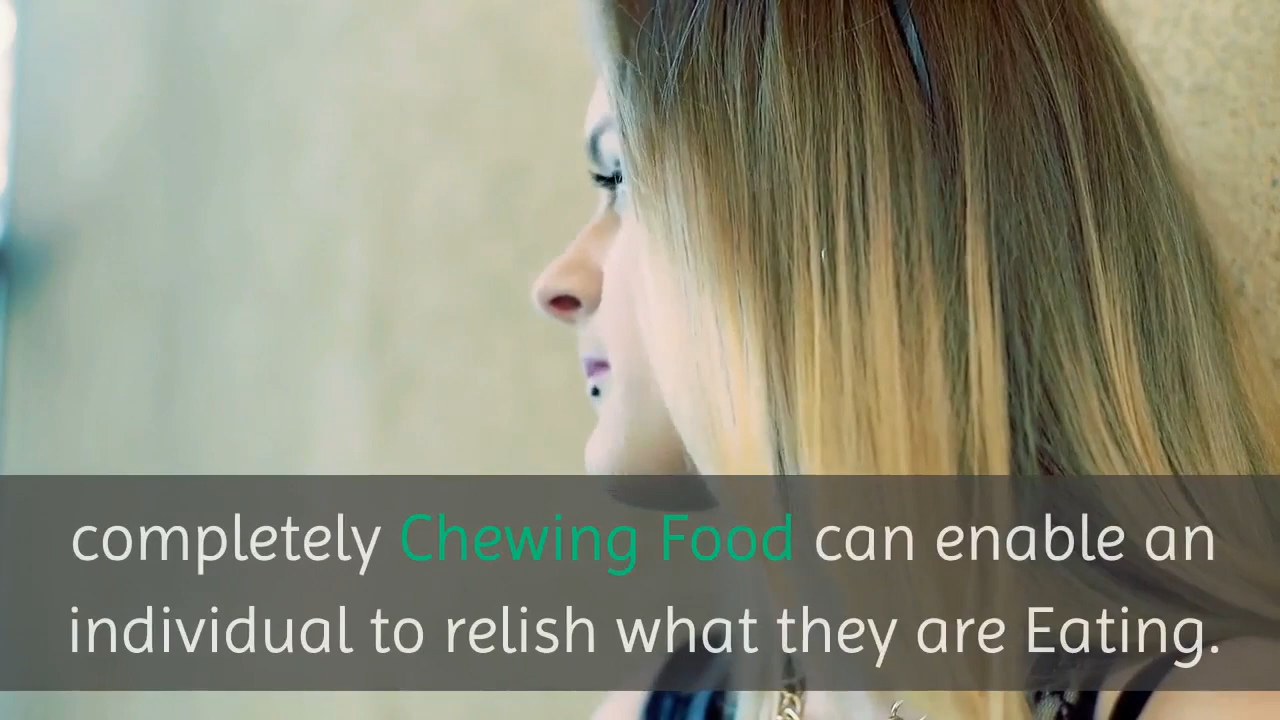 completely Chewing Food can enable an
individual to relish what they are Eating.